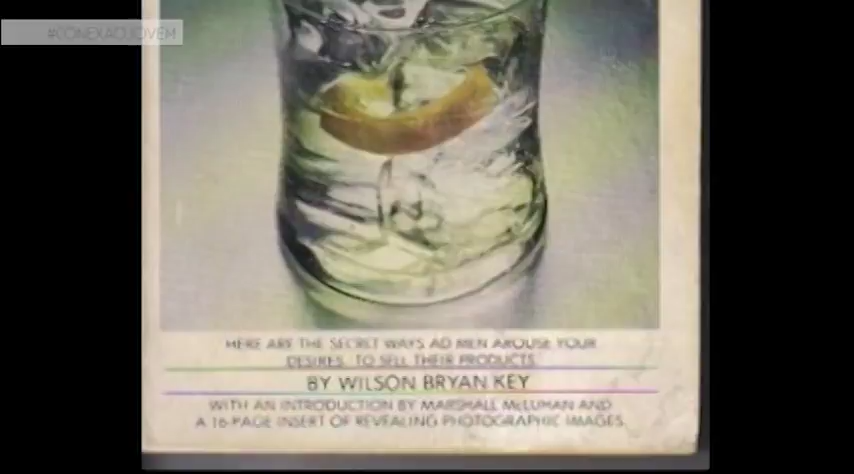 #CONEXAOJOVEM
HERE ARE THE SECRET WAYS AD MEN AROUSE YOUR
DESIRES TO SELL THEIR PRODUCTS
BY WILSON BRYAN KEY
WITH AN INTRODUCTION BY MARSHALL McLUHAN AND
A 16-PAGE INSERT OF REVEALING PHOTOGRAPHIC IMAGES